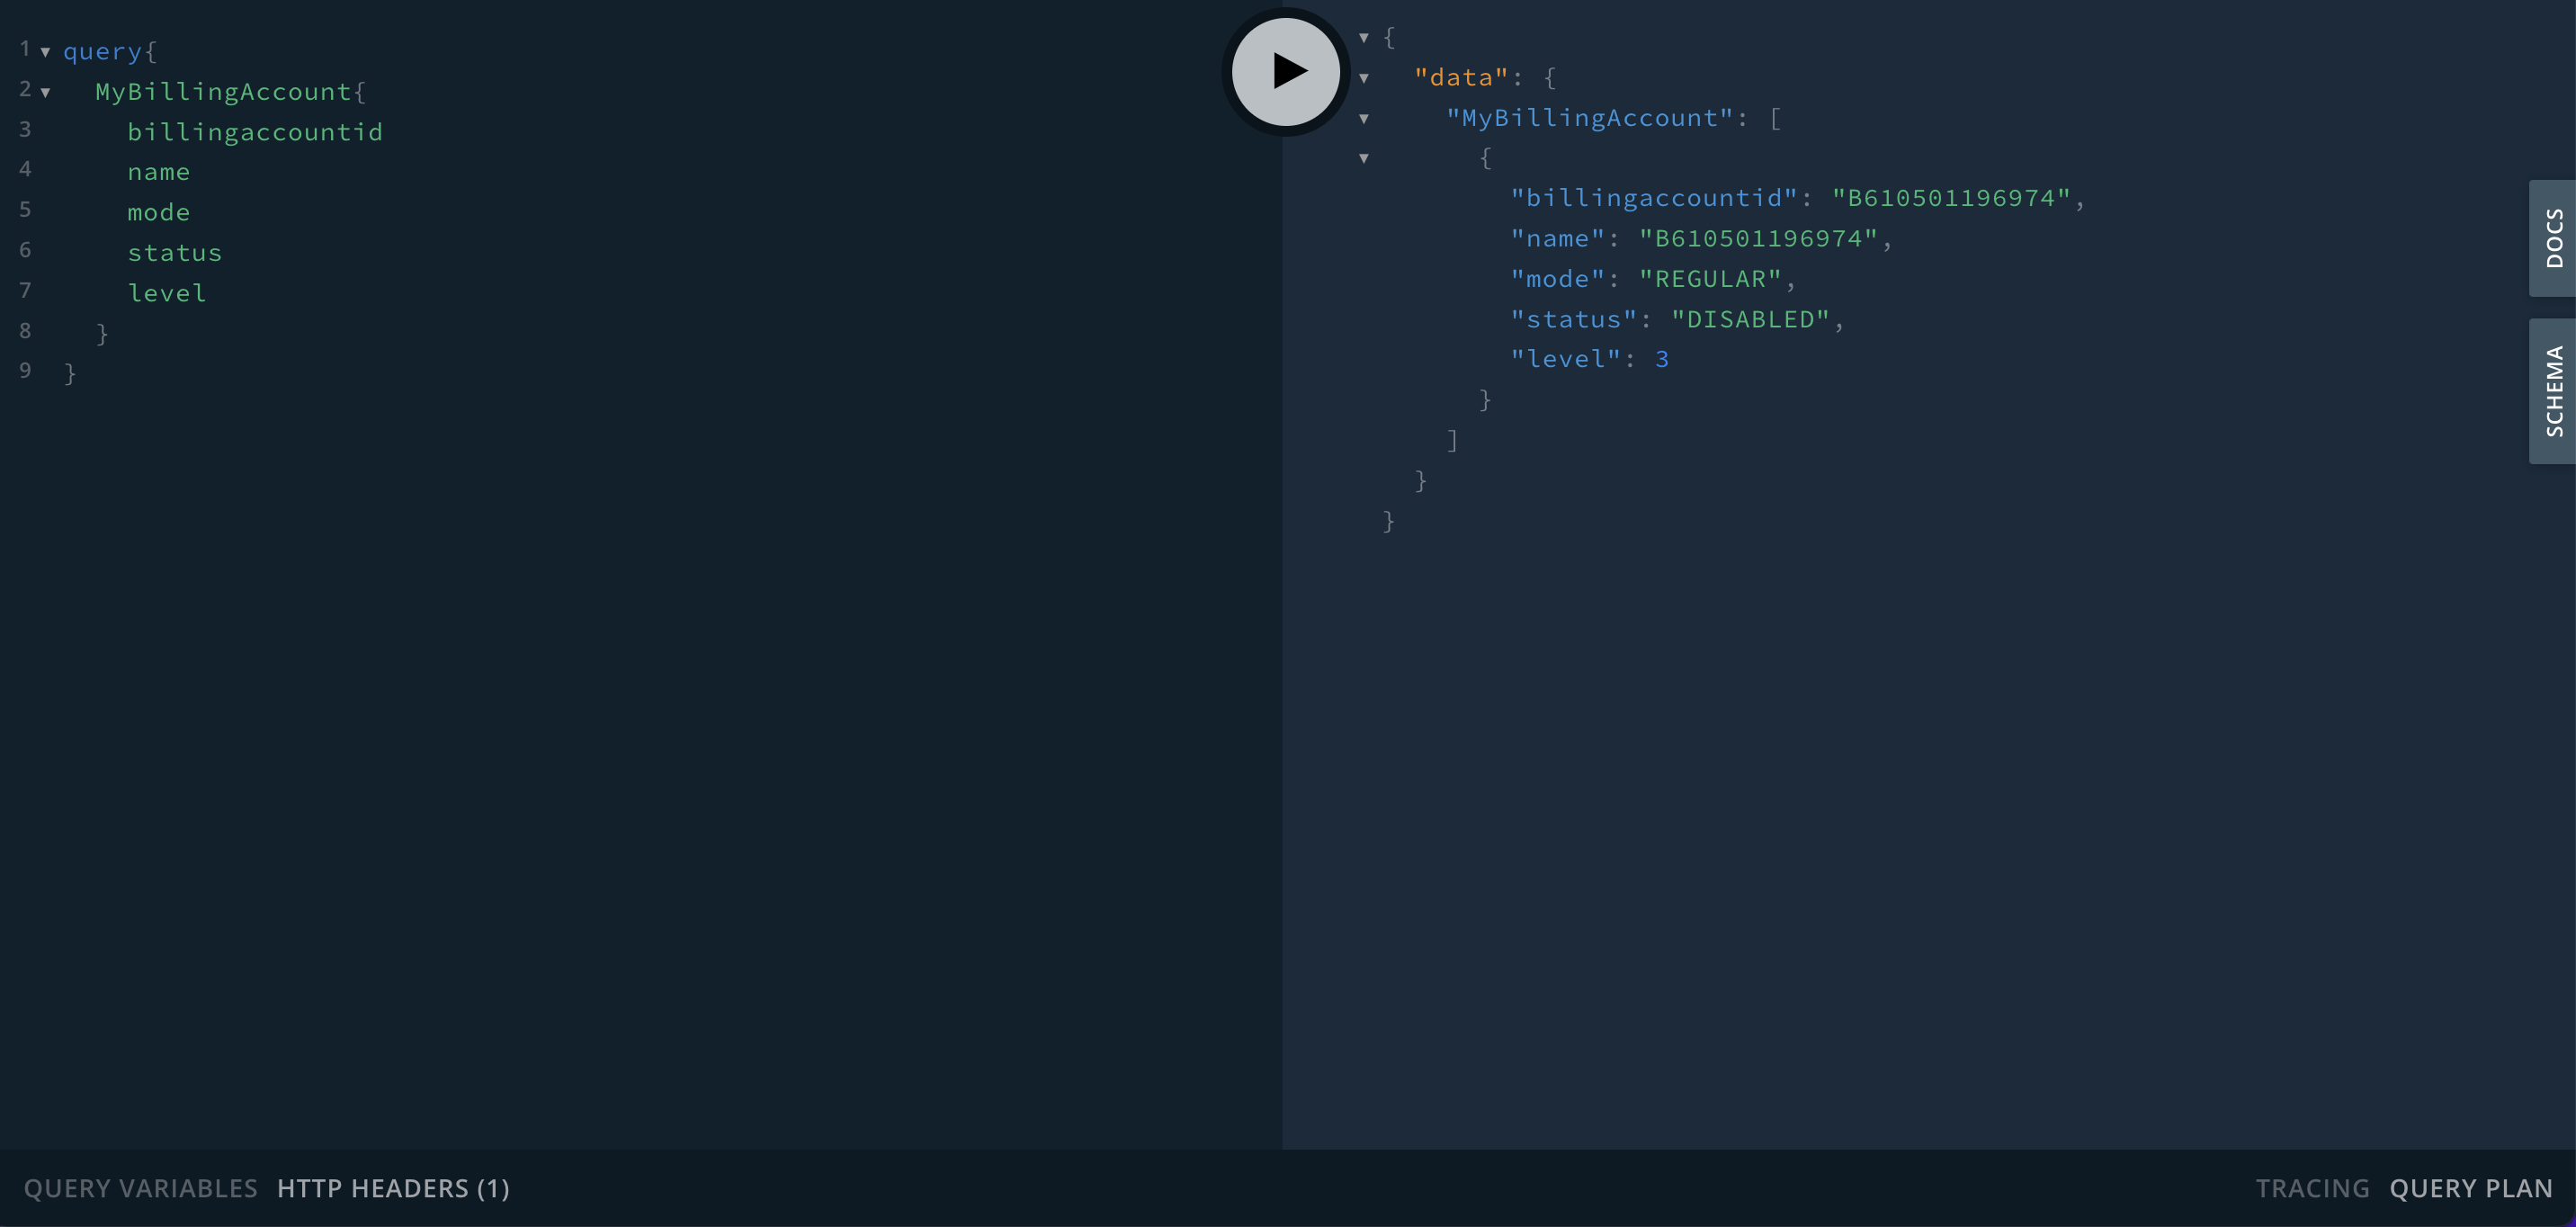 1 query{
2 MyBillingAccount{
3 billingaccountid
4 name
5 mode
6 status
7 level
8 }
9 }
{
"data": {
"MyBillingAccount": [
{
"billingaccountid": "B610501196974",
"name": "B610501196974",
"mode": "REGULAR",
"status": "DISABLED",
"level": 3
}
]
}
}
DOCS
SCHEMA
QUERY VARIABLES HTTP HEADERS (1)
TRACING QUERY PLAN